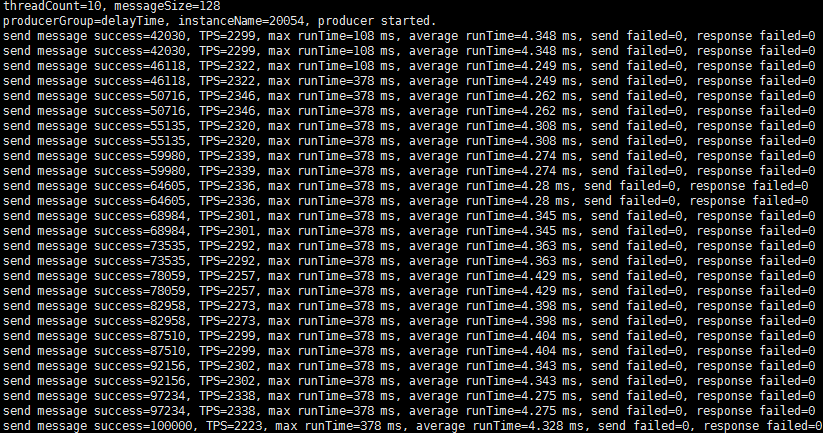 threadCount=10, messageSize=128
producerGroup=delayTime, instanceName=20054, producer started.
send message success=42030, TPS=2299, max runTime=108 ms, average runTime=4.348 ms, send failed=0, response failed=0
send message success=42030, TPS=2299, max runTime=108 ms, average runTime=4.348 ms, send failed=0, response failed=0
send message success=46118, TPS=2322, max runTime=108 ms, average runTime=4.249 ms, send failed=0, response failed=0
send message success=46118, TPS=2322, max runTime=378 ms, average runTime=4.249 ms, send failed=0, response failed=0
send message success=50716, TPS=2346, max runTime=378 ms, average runTime=4.262 ms, send failed=0, response failed=0
send message success=50716, TPS=2346, max runTime=378 ms, average runTime=4.262 ms, send failed=0, response failed=0
send message success=55135, TPS=2320, max runTime=378 ms, average runTime=4.308 ms, send failed=0, response failed=0
send message success=55135, TPS=2320, max runTime=378 ms, average runTime=4.308 ms, send failed=0, response failed=0
send message success=59980, TPS=2339, max runTime=378 ms, average runTime=4.274 ms, send failed=0, response failed=0
send message success=59980, TPS=2339, max runTime=378 ms, average runTime=4.274 ms, send failed=0, response failed=0
send message success=64605, TPS=2336, max runTime=378 ms, average runTime=4.28 ms, send failed=0, response failed=0
send message success=64605, TPS=2336, max runTime=378 ms, average runTime=4.28 ms, send failed=0, response failed=0
send message success=68984, TPS=2301, max runTime=378 ms, average runTime=4.345 ms, send failed=0, response failed=0
send message success=68984, TPS=2301, max runTime=378 ms, average runTime=4.345 ms, send failed=0, response failed=0
send message success=73535, TPS=2292, max runTime=378 ms, average runTime=4.363 ms, send failed=0, response failed=0
send message success=73535, TPS=2292, max runTime=378 ms, average runTime=4.363 ms, send failed=0, response failed=0
send message success=78059, TPS=2257, max runTime=378 ms, average runTime=4.429 ms, send failed=0, response failed=0
send message success=78059, TPS=2257, max runTime=378 ms, average runTime=4.429 ms, send failed=0, response failed=0
send message success=82958, TPS=2273, max runTime=378 ms, average runTime=4.398 ms, send failed=0, response failed=0
send message success=82958, TPS=2273, max runTime=378 ms, average runTime=4.398 ms, send failed=0, response failed=0
send message success=87510, TPS=2299, max runTime=378 ms, average runTime=4.404 ms, send failed=0, response failed=0
send message success=87510, TPS=2299, max runTime=378 ms, average runTime=4.404 ms, send failed=0, response failed=0
send message success=92156, TPS=2302, max runTime=378 ms, average runTime=4.343 ms, send failed=0, response failed=0
send message success=92156, TPS=2302, max runTime=378 ms, average runTime=4.343 ms, send failed=0, response failed=0
send message success=97234, TPS=2338, max runTime=378 ms, average runTime=4.275 ms, send failed=0, response failed=0
send message success=97234, TPS=2338, max runTime=378 ms, average runTime=4.275 ms, send failed=0, response failed=0
send message success=100000, TPS=2223, max runTime=378 ms, average runTime=4.328 ms, send failed=0, response failed=0